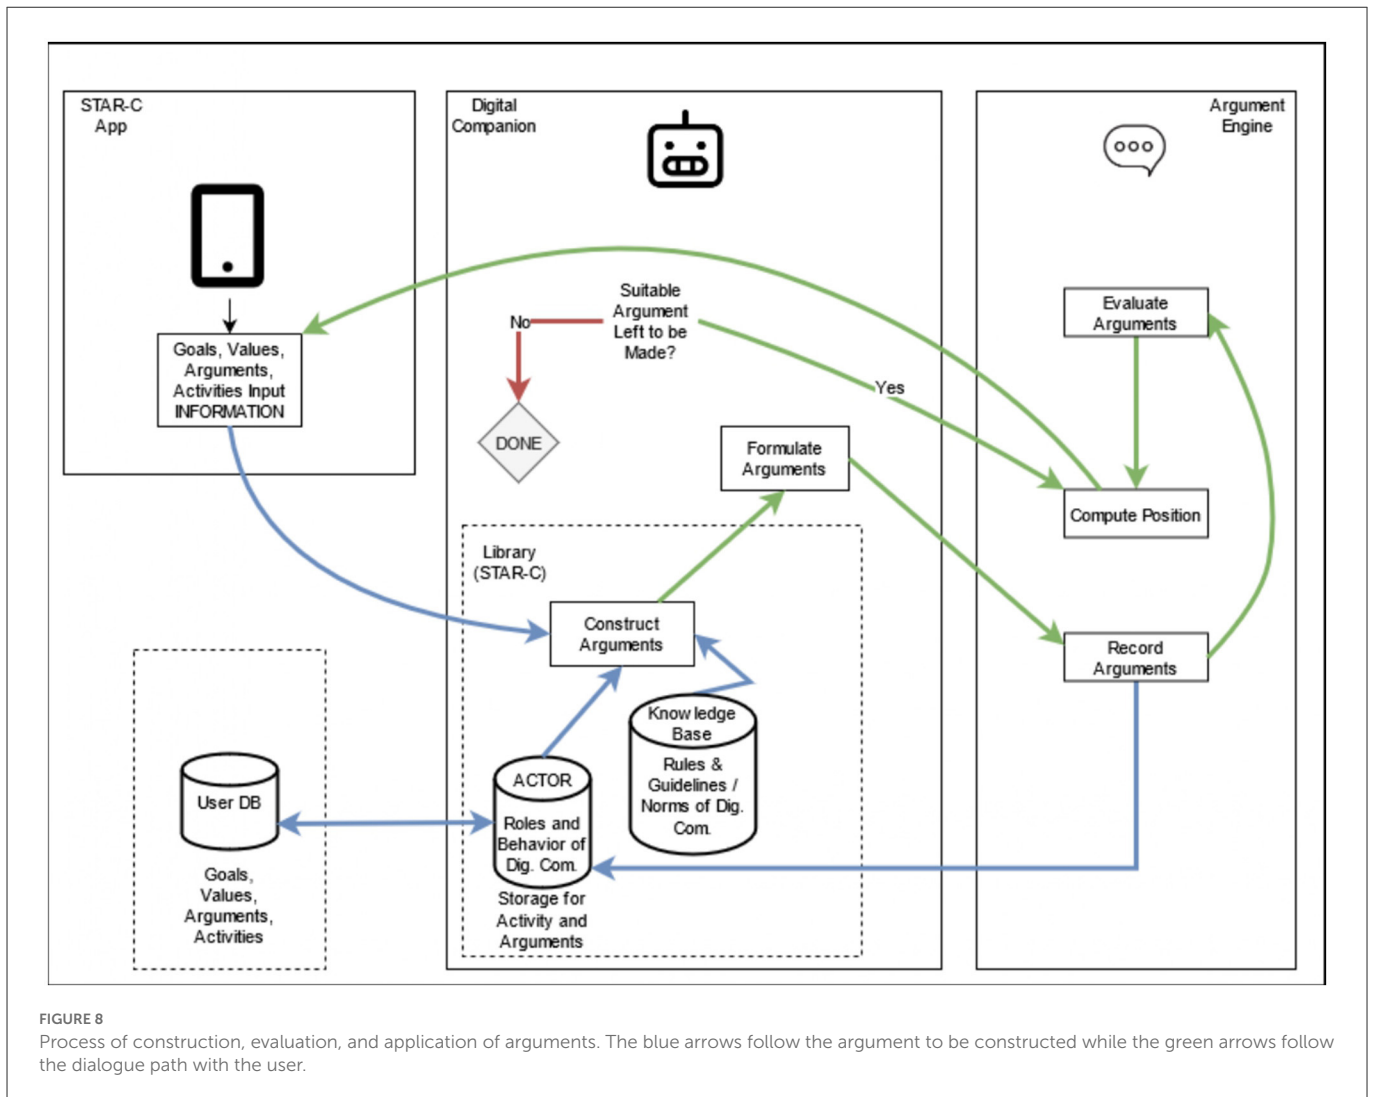 STAR-C
App
Digital
Companion
Argument
Engine
Suitable
Argument
Left to be
Made?
No
Yes
Evaluate
Arguments
Goals, Values,
Arguments,
Activities Input
INFORMATION
DONE
Formulate
Arguments
Compute Position
Library
(STAR-C)
Construct
Arguments
Record
Arguments
Knowledge
Base
Rules &
Guidelines /
Norms of Dig.
Com.
ACTOR
Roles and
Behavior of
Dig. Com.
Storage for
Activity and
Arguments
User DB
Goals,
Values,
Arguments,
Activities
FIGURE 8
Process of construction, evaluation, and application of arguments. The blue arrows follow the argument to be constructed while the green arrows follow
the dialogue path with the user.